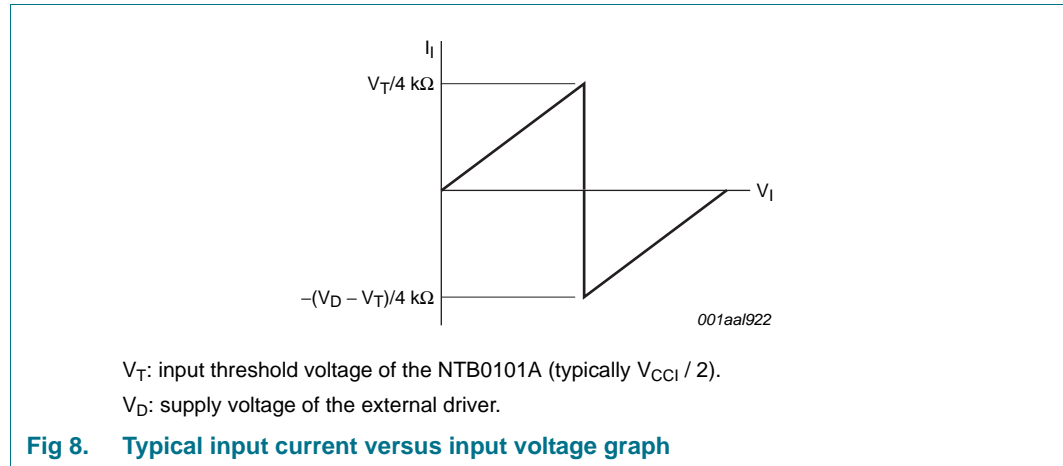 I_I
V_T/4 kΩ
V_I
−(V_D − V_T)/4 kΩ
001aal922
V_T: input threshold voltage of the NTB0101A (typically V_CCI / 2).
V_D: supply voltage of the external driver.
Fig 8. Typical input current versus input voltage graph